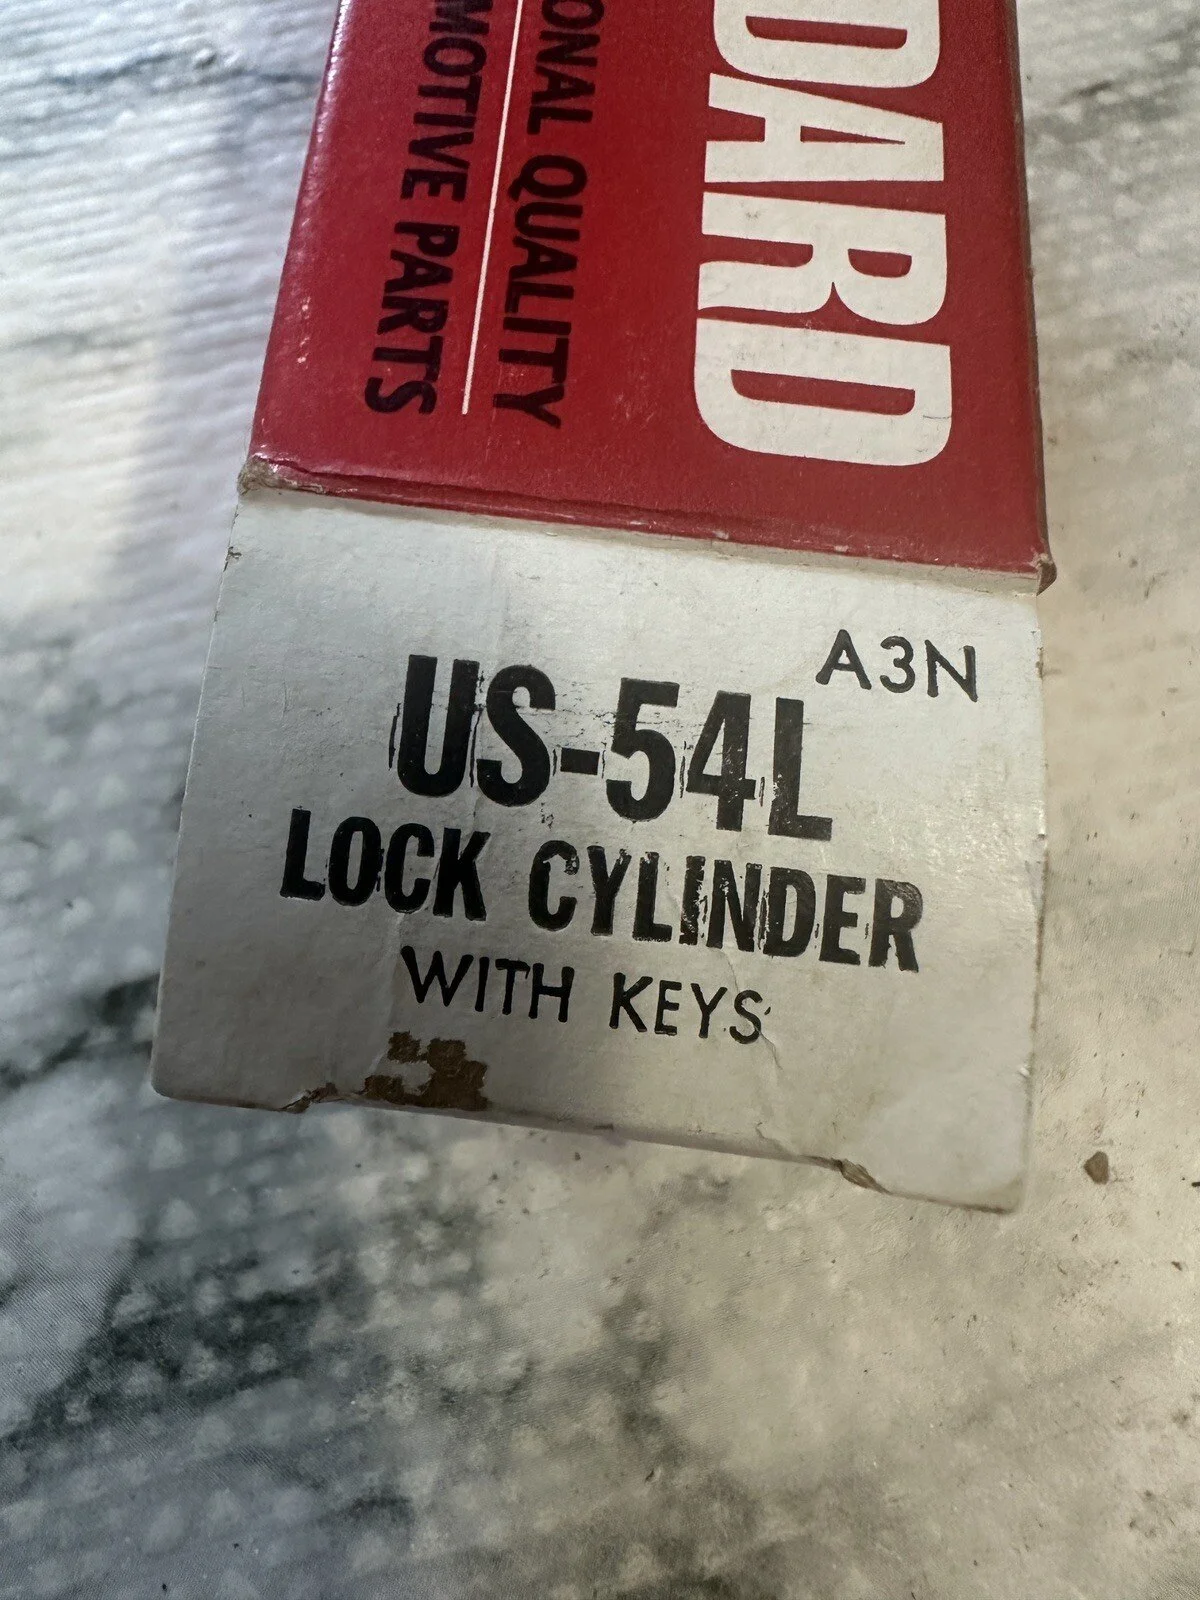 DARD
ONAL QUALITY
MOTIVE PARTS
A3N
US-54L
LOCK CYLINDER
WITH KEYS